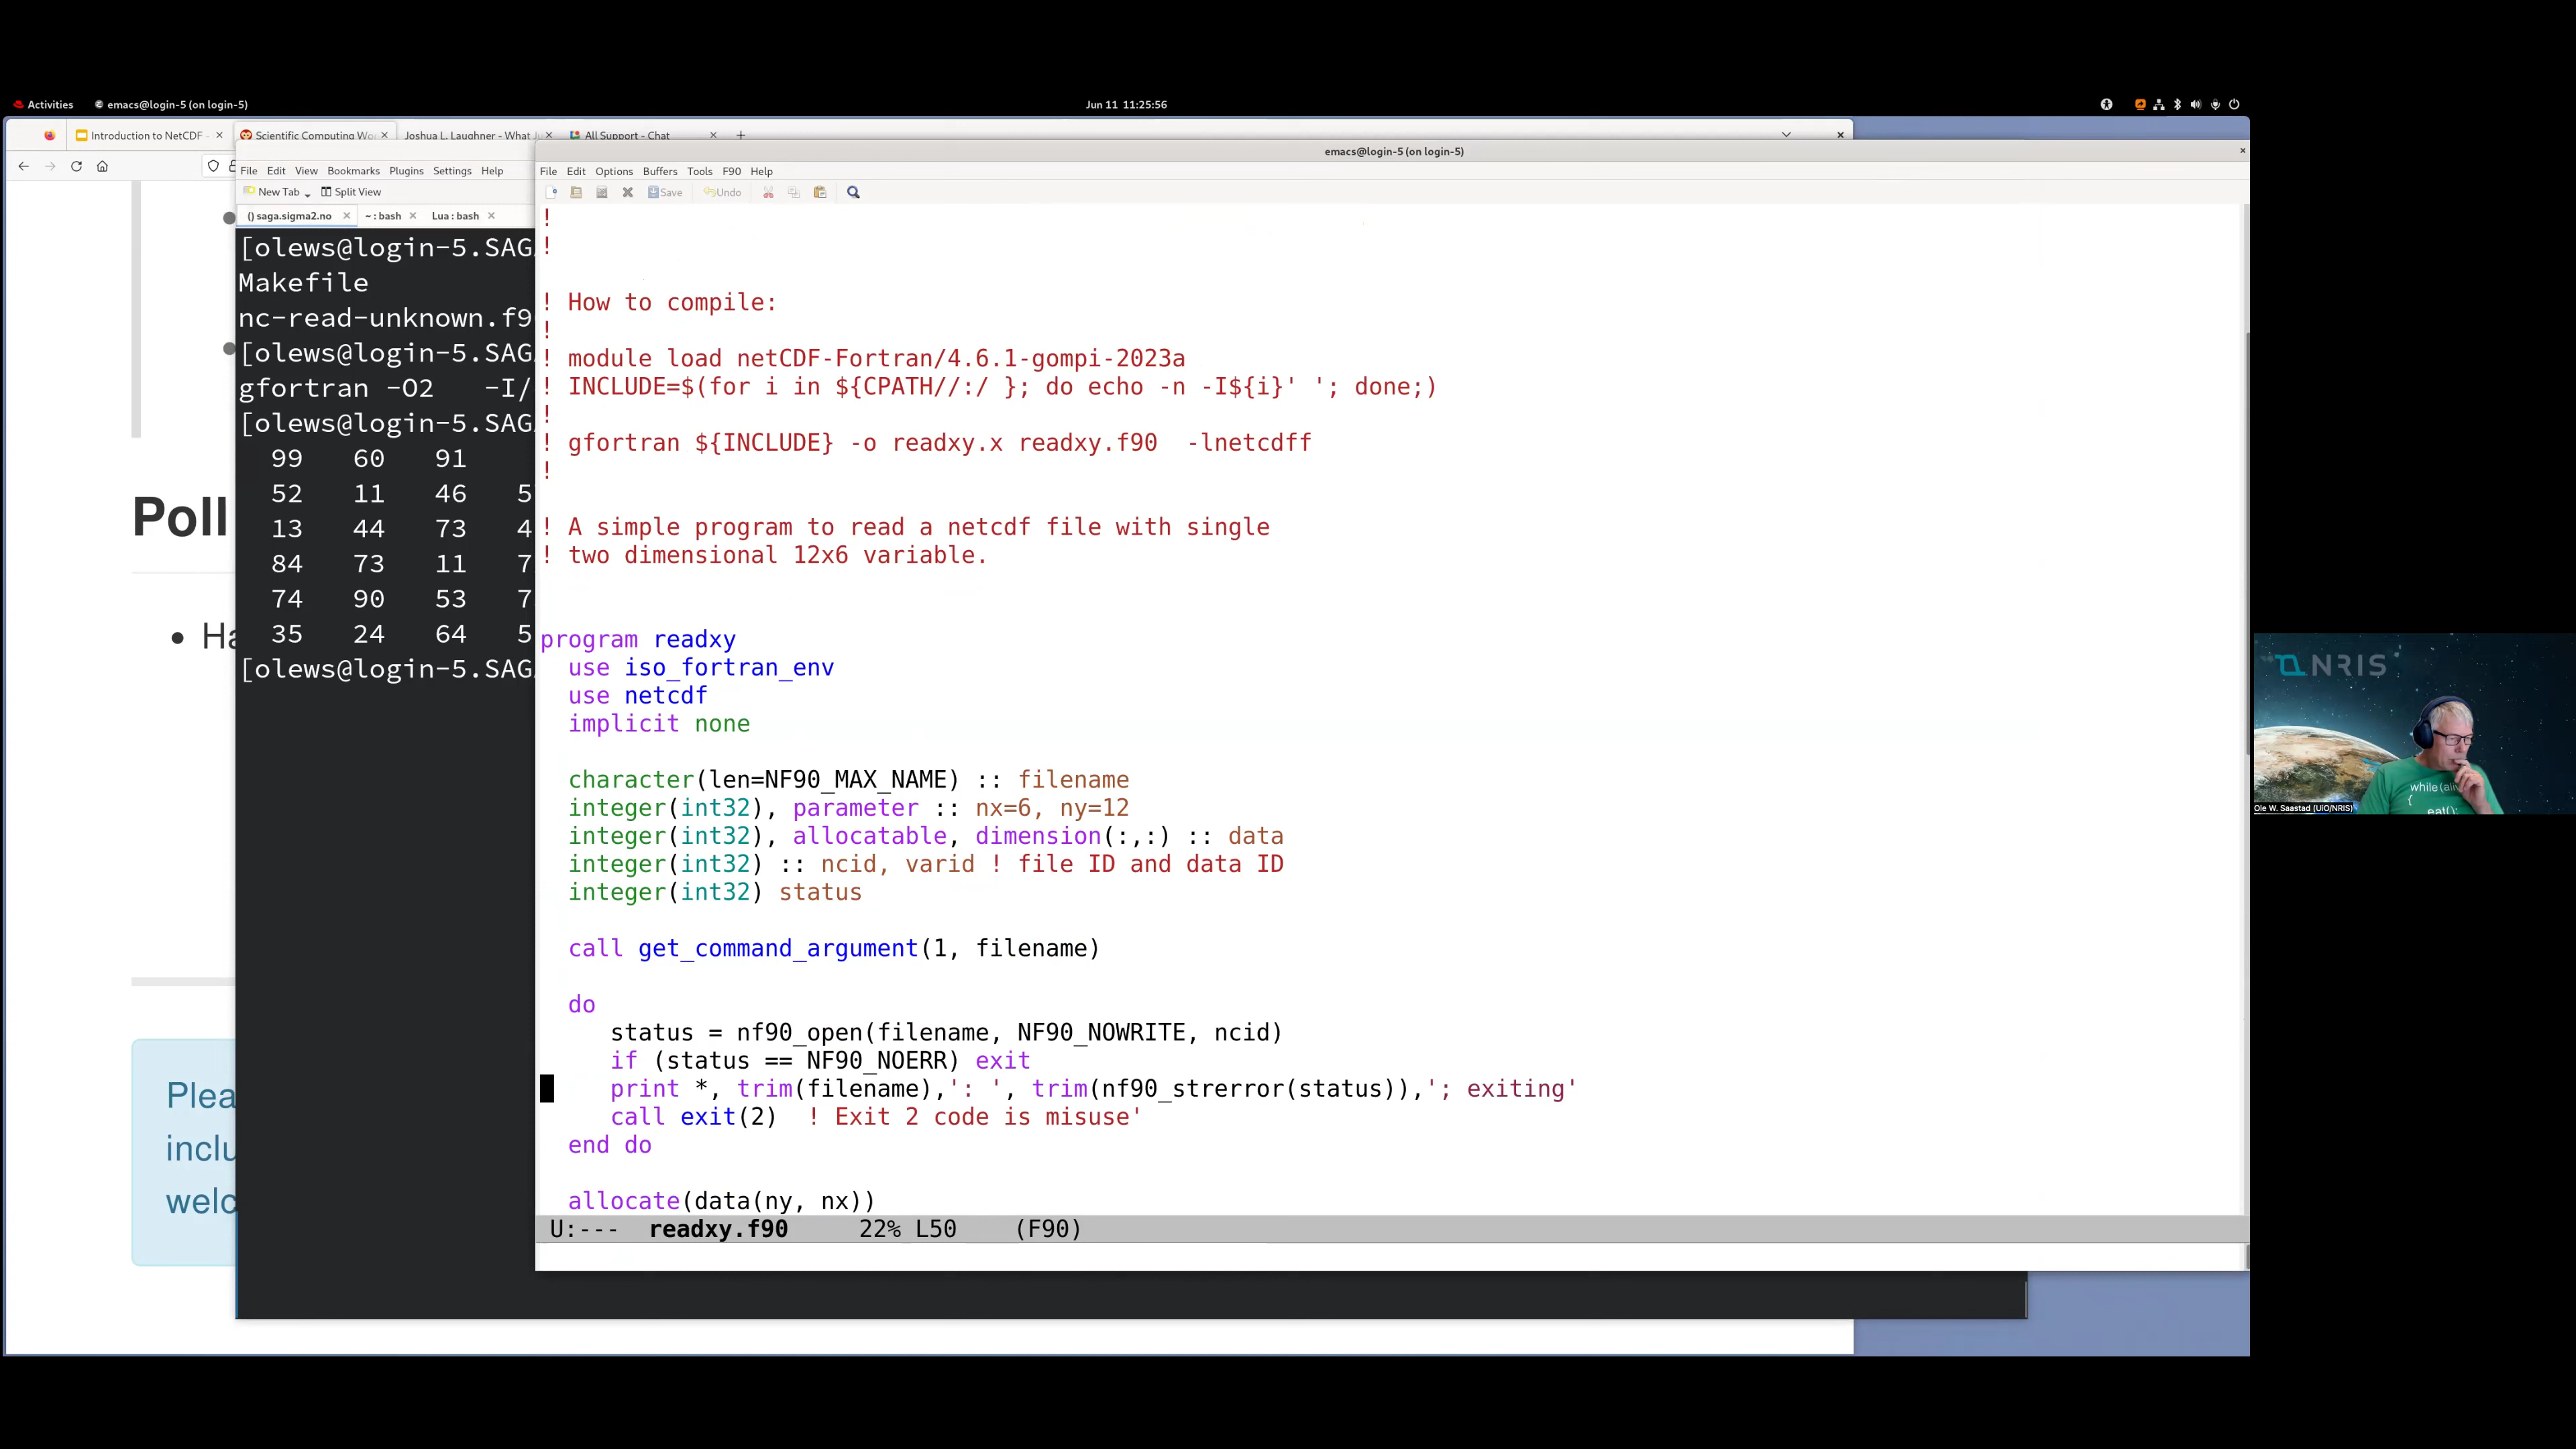 Activities
emacs@login-5 (on login-5)
Jun 11 11:25:56
Introduction to NetCDF -
Scientific Computing Wo
Joshua L. Laughner - What
All Support - Chat
emacs@login-5 (on login-5)
File Edit View Bookmarks Plugins Settings Help
New Tab
Split View
() saga.sigma2.no
~ : bash
Lua : bash
File Edit Options Buffers Tools F90 Help
Save
Undo
[olews@login-5.SAG
Makefile
nc-read-unknown.f9
[olews@login-5.SAG
gfortran -O2 -I/
[olews@login-5.SAG
99 60 91
52 11 46 5
13 44 73 4
84 73 11 7
74 90 53 7
35 24 64 5
[olews@login-5.SAG
Poll
• Ha
Plea
inclu
welc
!
!
! How to compile:
!
! module load netCDF-Fortran/4.6.1-gompi-2023a
! INCLUDE=$(for i in ${CPATH//:/ }; do echo -n -I${i}' '; done;)
!
! gfortran ${INCLUDE} -o readxy.x readxy.f90 -lnetcdff
!
! A simple program to read a netcdf file with single
! two dimensional 12x6 variable.
program readxy
use iso_fortran_env
use netcdf
implicit none
character(len=NF90_MAX_NAME) :: filename
integer(int32), parameter :: nx=6, ny=12
integer(int32), allocatable, dimension(:,:) :: data
integer(int32) :: ncid, varid ! file ID and data ID
integer(int32) status
call get_command_argument(1, filename)
do
status = nf90_open(filename, NF90_NOWRITE, ncid)
if (status == NF90_NOERR) exit
print *, trim(filename),': ', trim(nf90_strerror(status)),'; exiting'
call exit(2) ! Exit 2 code is misuse'
end do
allocate(data(ny, nx))
U:--- readxy.f90 22% L50 (F90)
NRIS
while(ali
{
eat();
Ole W. Saastad (UiO/NRIS)